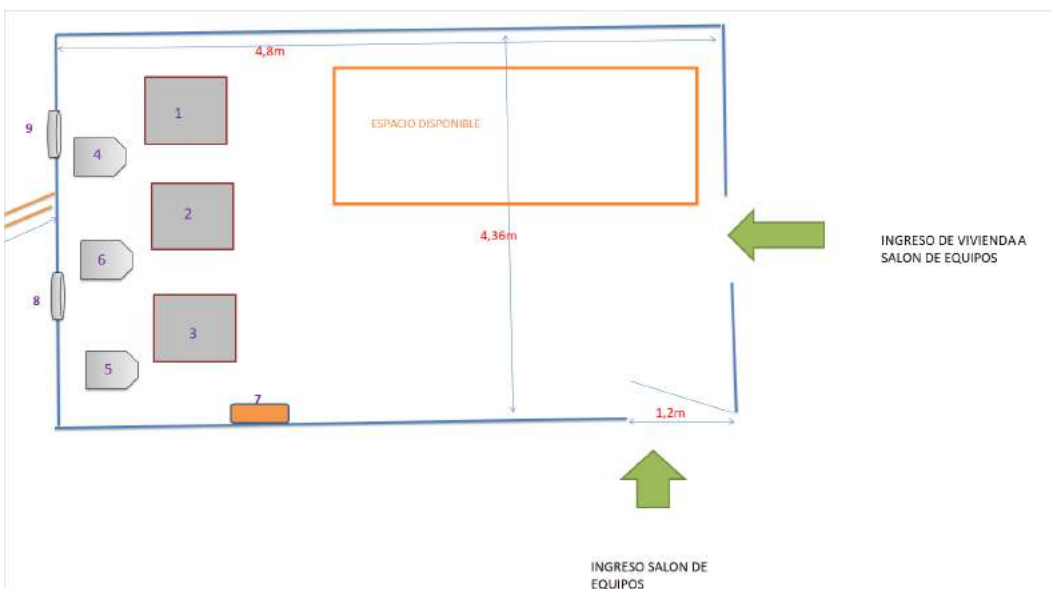 4,8m
1
ESPACIO DISPONIBLE
9
4
2
4,36m
INGRESO DE VIVIENDA A
SALON DE EQUIPOS
6
8
3
5
7
1,2m
INGRESO SALON DE
EQUIPOS